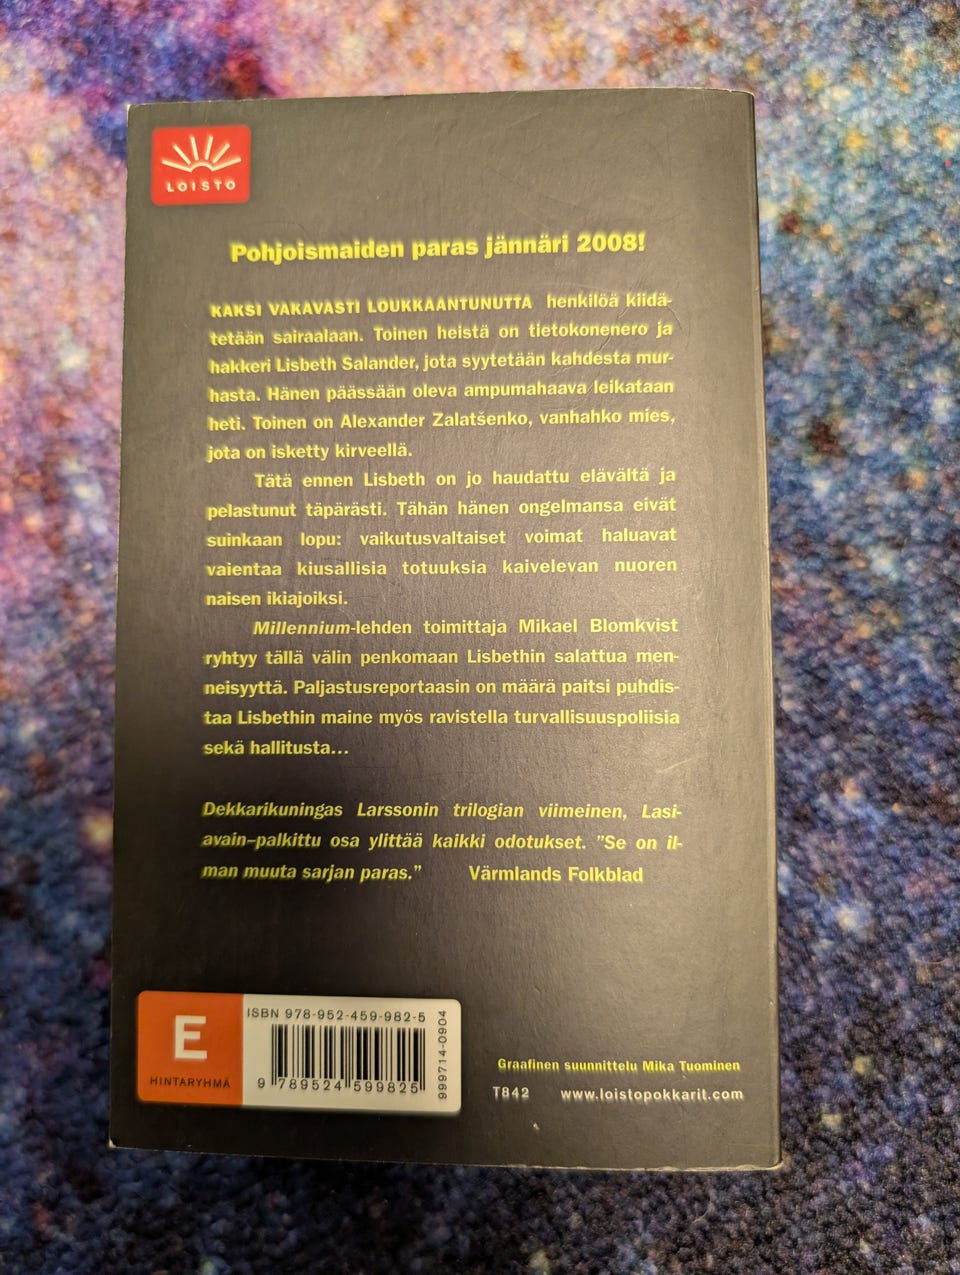 LOISTO
Pohjoismaiden paras jännäri 2008!
KAKSI VAKAVASTI LOUKKAANTUNUTTA henkilöä kiidä-
tetään sairaalaan. Toinen heistä on tietokonenero ja
hakkeri Lisbeth Salander, jota syytetään kahdesta mur-
hasta. Hänen päässään oleva ampumahaava leikataan
heti. Toinen on Alexander Zalatšenko, vanhahko mies,
jota on isketty kirveellä.
Tätä ennen Lisbeth on jo haudattu elävältä ja
pelastunut täpärästi. Tähän hänen ongelmansa eivät
suinkaan lopu: vaikutusvaltaiset voimat haluavat
vaientaa kiusallisia totuuksia kaivelevan nuoren
naisen ikiajoiksi.
Millennium-lehden toimittaja Mikael Blomkvist
ryhtyy tällä välin penkomaan Lisbethin salattua men-
neisyyttä. Paljastusreportaasin on määrä paitsi puhdis-
taa Lisbethin maine myös ravistella turvallisuuspoliisia
sekä hallitusta...
Dekkarikuningas Larssonin trilogian viimeinen, Lasi-
avain-palkittu osa ylittää kaikki odotukset. "Se on il-
man muuta sarjan paras." Värmlands Folkblad
E
HINTARYHMÄ
ISBN 978-952-459-982-5
9 789524 599825
999714-0904
Graafinen suunnittelu Mika Tuominen
T842 www.loistopokkarit.com